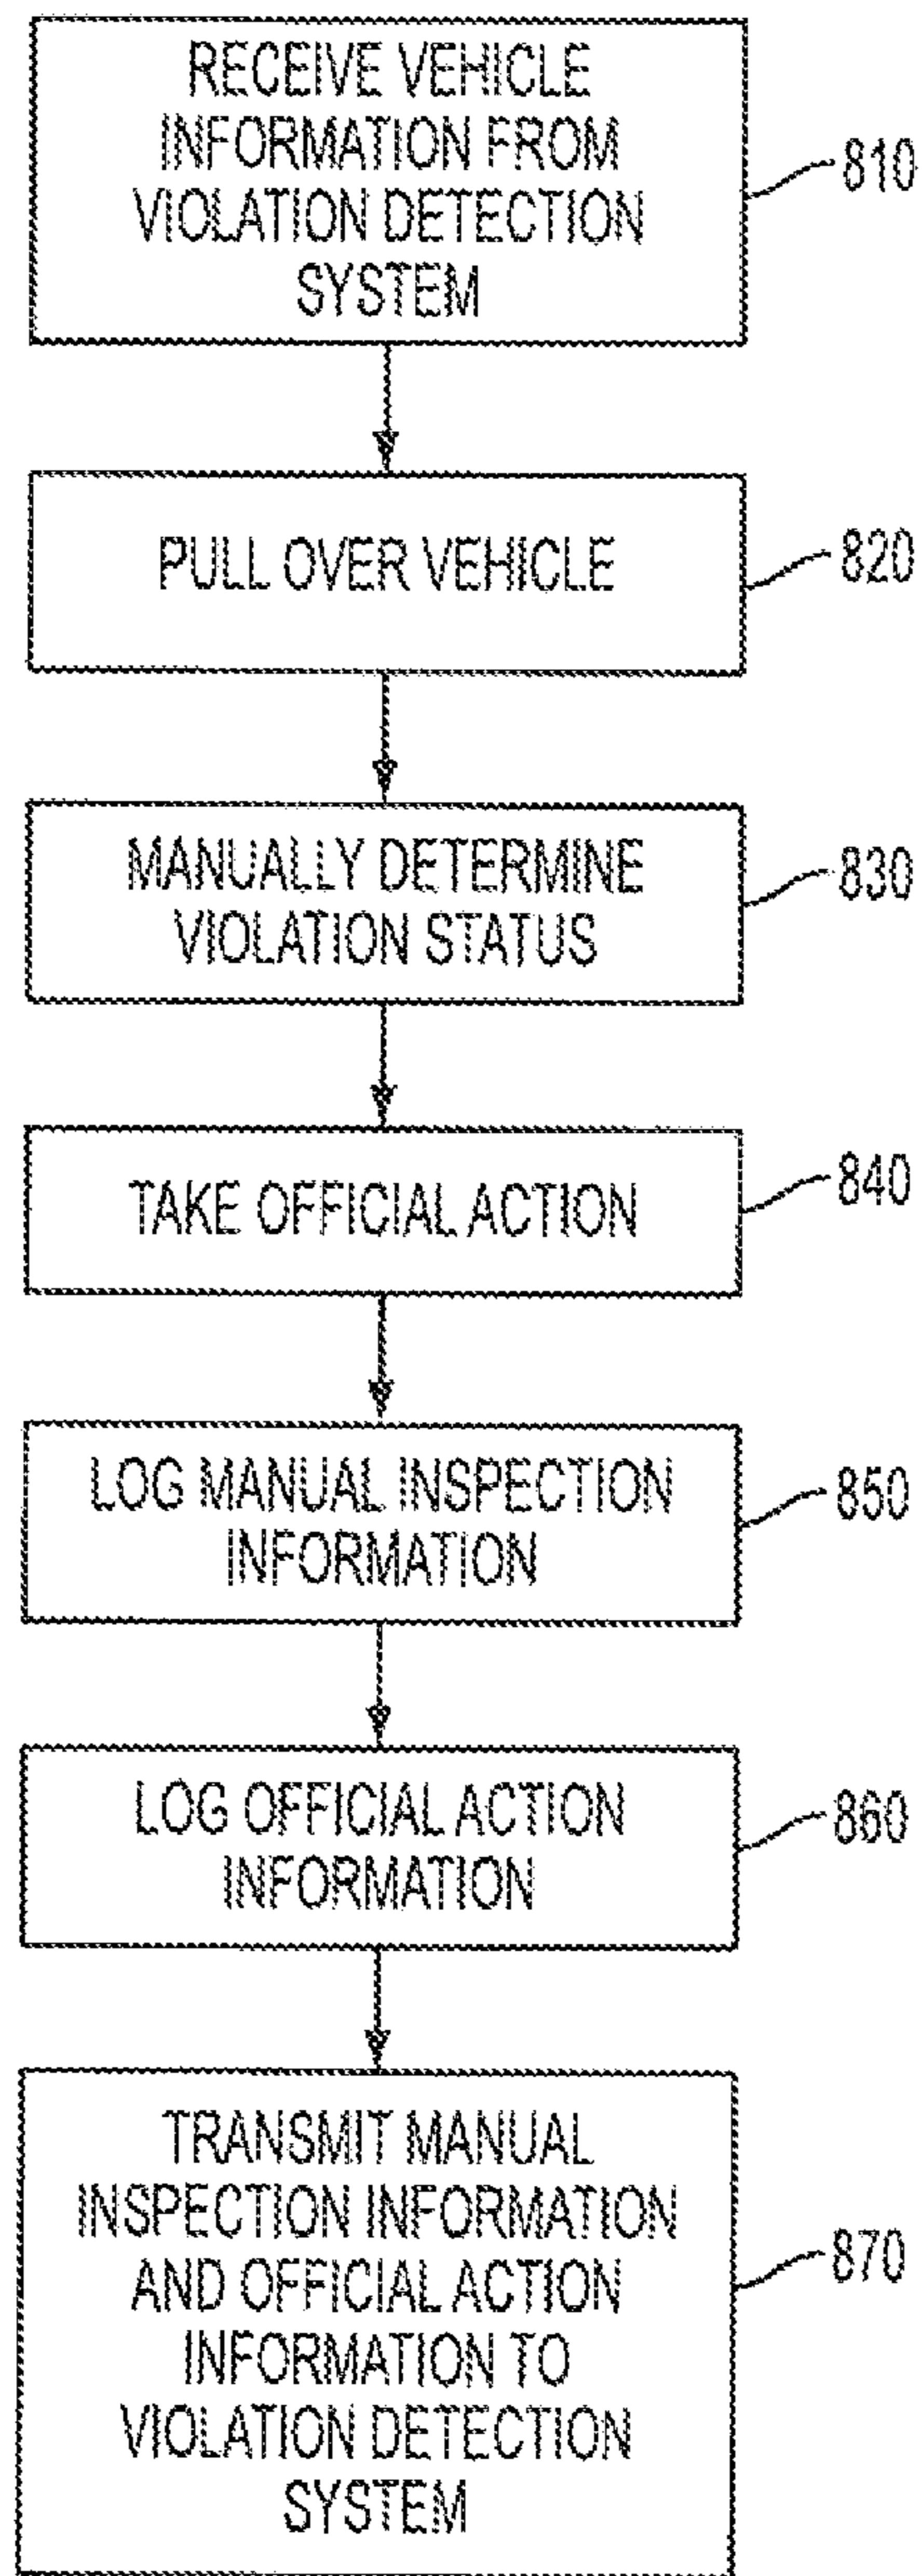 RECEIVE VEHICLE
INFORMATION FROM
VIOLATION DETECTION
SYSTEM
810
PULL OVER VEHICLE
820
MANUALLY DETERMINE
VIOLATION STATUS
830
TAKE OFFICIAL ACTION
840
LOG MANUAL INSPECTION
INFORMATION
850
LOG OFFICIAL ACTION
INFORMATION
860
TRANSMIT MANUAL
INSPECTION INFORMATION
AND OFFICIAL ACTION
INFORMATION TO
VIOLATION DETECTION
SYSTEM
870